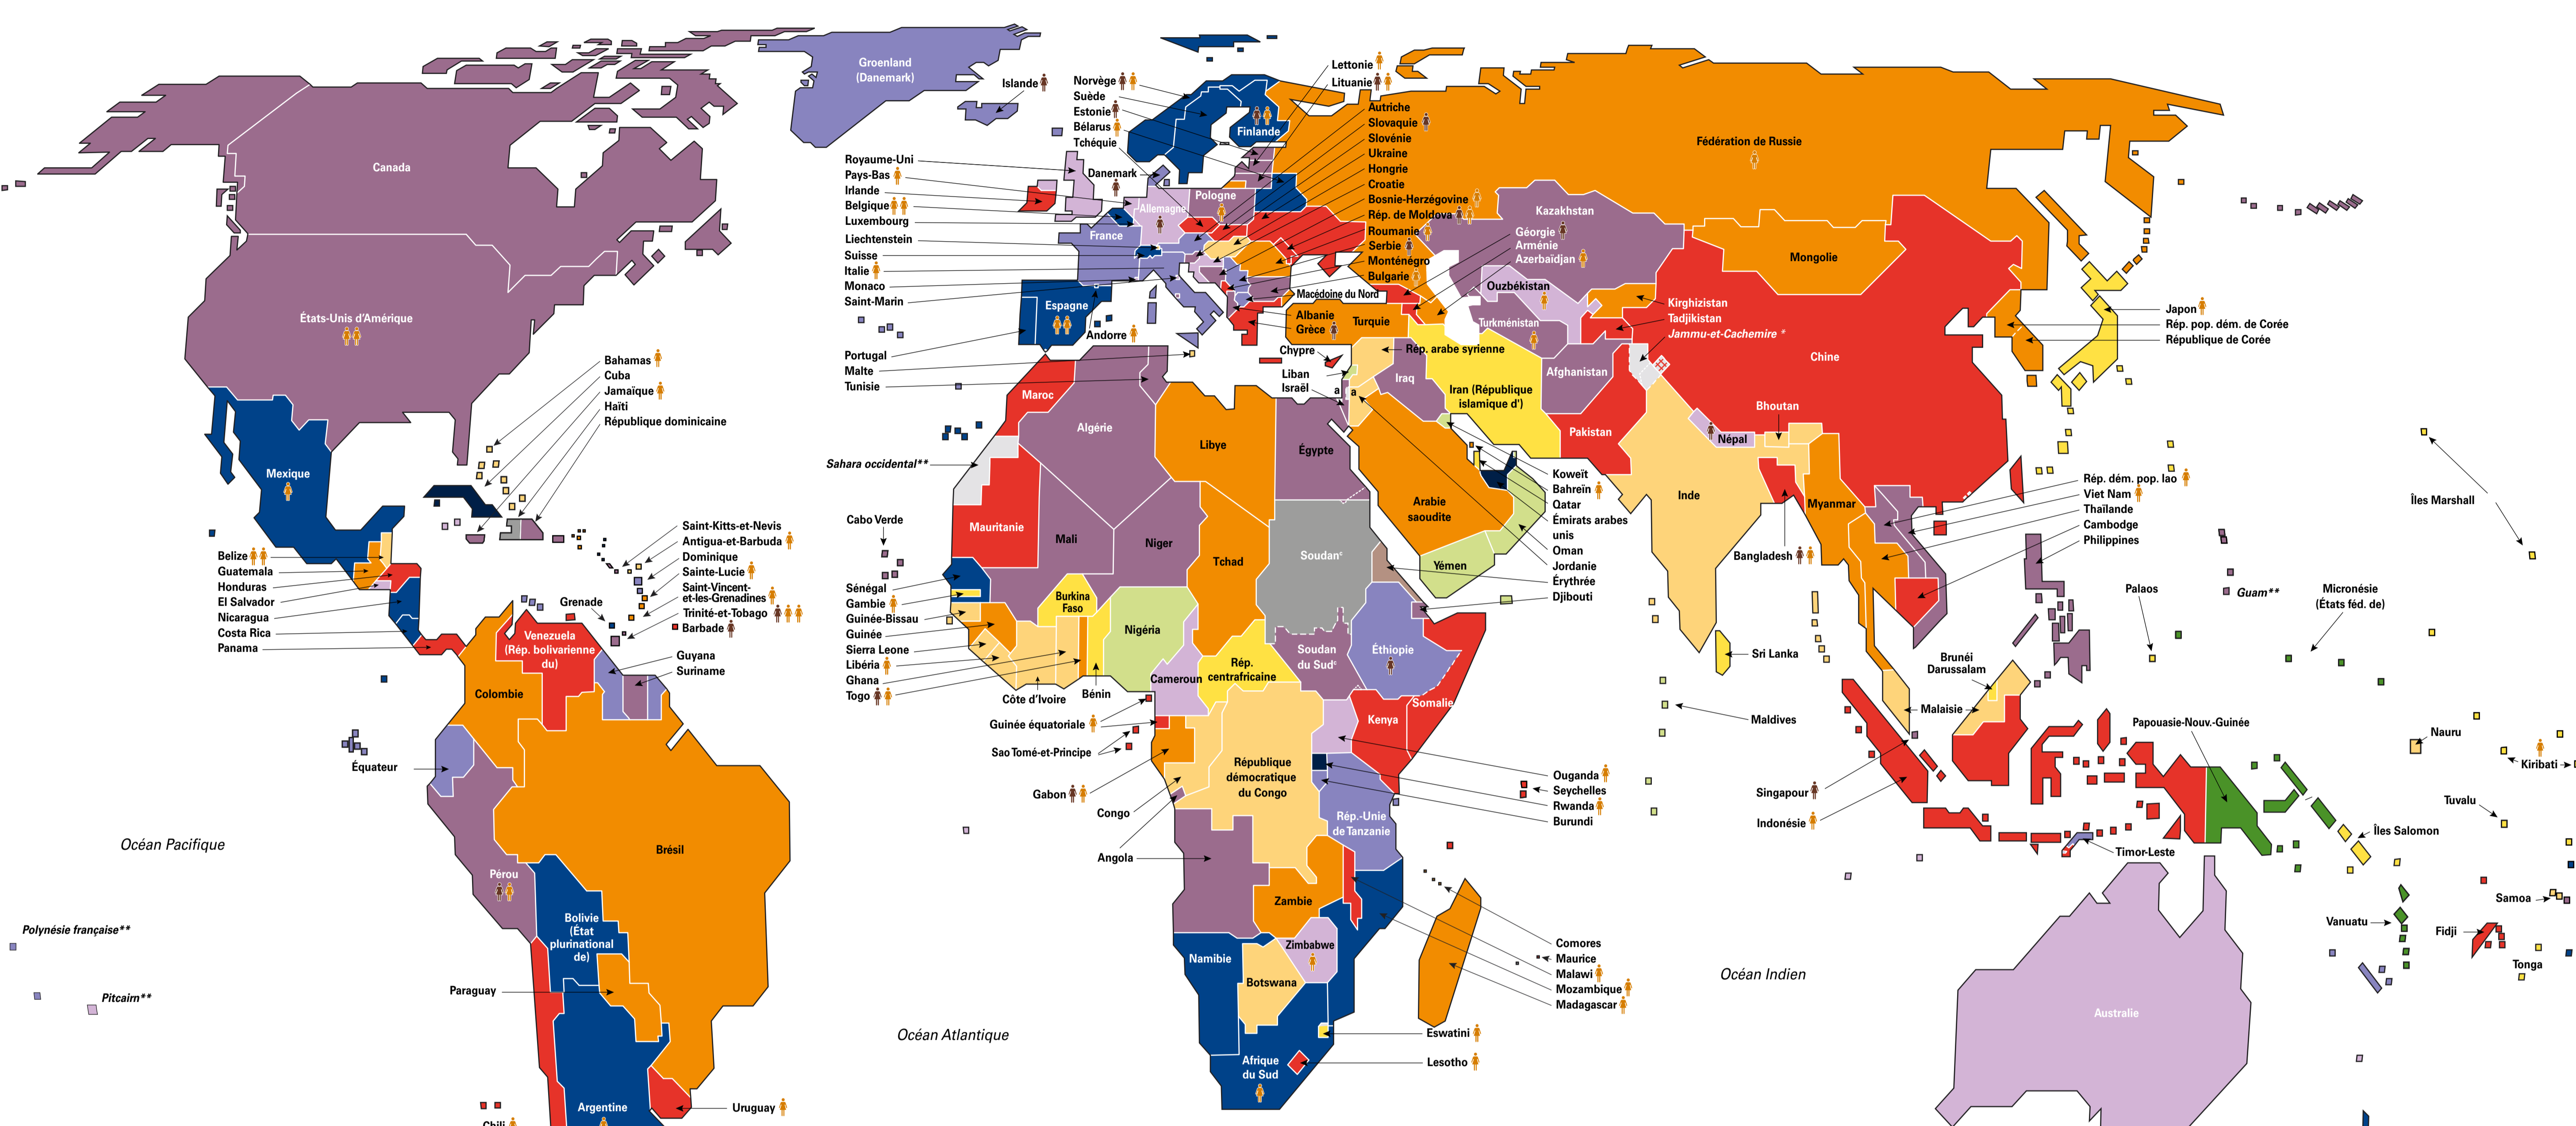 Groenland
(Danemark)
Islande
Canada
États-Unis d'Amérique
Mexique
Bahamas
Cuba
Jamaïque
Haïti
République dominicaine
Belize
Guatemala
Honduras
El Salvador
Nicaragua
Costa Rica
Panama
Saint-Kitts-et-Nevis
Antigua-et-Barbuda
Dominique
Sainte-Lucie
Saint-Vincent-
et-les-Grenadines
Trinité-et-Tobago
Barbade
Grenade
Guyana
Suriname
Venezuela
(Rép. bolivarienne
du)
Colombie
Équateur
Pérou
Brésil
Bolivie
(État
plurinational
de)
Paraguay
Uruguay
Argentine
Chili
Océan Pacifique
Polynésie française**
Pitcairn**
Norvège
Suède
Estonie
Bélarus
Tchéquie
Finlande
Lettonie
Lituanie
Royaume-Uni
Pays-Bas
Irlande
Belgique
Luxembourg
Liechtenstein
Suisse
Italie
Monaco
Saint-Marin
Danemark
Allemagne
Pologne
France
Espagne
Andorre
Portugal
Malte
Tunisie
Autriche
Slovaquie
Slovénie
Ukraine
Hongrie
Croatie
Bosnie-Herzégovine
Rép. de Moldova
Roumanie
Serbie
Monténégro
Bulgarie
Macédoine du Nord
Albanie
Grèce
Turquie
Géorgie
Arménie
Azerbaïdjan
Fédération de Russie
Kazakhstan
Ouzbékistan
Turkménistan
Kirghizistan
Tadjikistan
Jammu-et-Cachemire *
Mongolie
Chine
Japon
Rép. pop. dém. de Corée
République de Corée
Chypre
Rép. arabe syrienne
Liban
Israël
a
a
Iraq
Iran (République
islamique d')
Afghanistan
Pakistan
Inde
Népal
Bhoutan
Bangladesh
Myanmar
Sri Lanka
Maldives
Arabie
saoudite
Yémen
Koweït
Bahreïn
Qatar
Émirats arabes
unis
Oman
Jordanie
Érythrée
Djibouti
Maroc
Algérie
Libye
Égypte
Sahara occidental**
Mauritanie
Mali
Niger
Tchad
Soudanᶜ
Cabo Verde
Sénégal
Gambie
Guinée-Bissau
Guinée
Sierra Leone
Libéria
Ghana
Togo
Côte d'Ivoire
Bénin
Burkina
Faso
Nigéria
Cameroun
Rép.
centrafricaine
Soudan
du Sudᶜ
Éthiopie
Somalie
Kenya
Guinée équatoriale
Sao Tomé-et-Principe
Gabon
Congo
Angola
République
démocratique
du Congo
Ouganda
Seychelles
Rwanda
Burundi
Rép.-Unie
de Tanzanie
Zambie
Zimbabwe
Namibie
Botswana
Afrique
du Sud
Comores
Maurice
Malawi
Mozambique
Madagascar
Eswatini
Lesotho
Océan Atlantique
Océan Indien
Rép. dém. pop. lao
Viet Nam
Thaïlande
Cambodge
Philippines
Brunéi
Darussalam
Malaisie
Singapour
Indonésie
Timor-Leste
Papouasie-Nouv.-Guinée
Australie
Palaos
Guam**
Micronésie
(États féd. de)
Îles Marshall
Nauru
Kiribati
Tuvalu
Îles Salomon
Samoa
Vanuatu
Fidji
Tonga